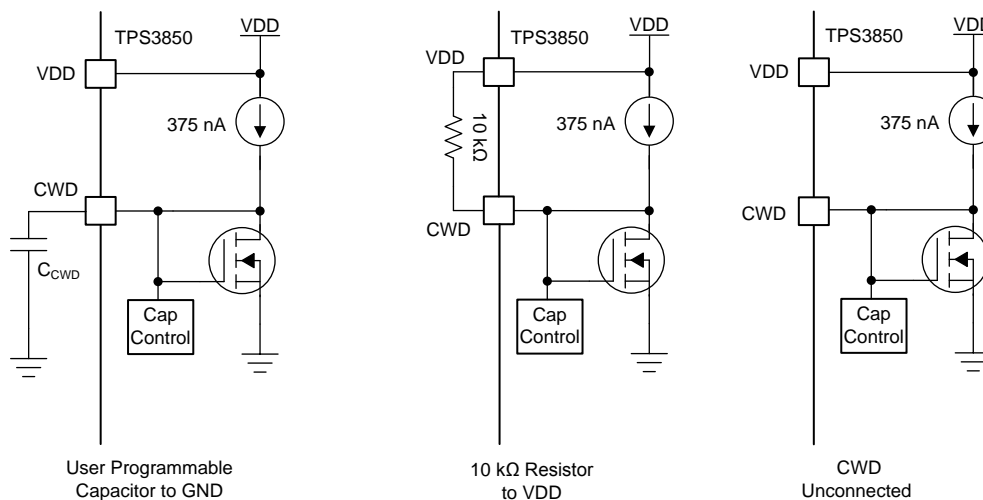 TPS3850
VDD
VDD
375 nA
CWD
CCWD
Cap
Control
User Programmable
Capacitor to GND
TPS3850
VDD
VDD
10 kΩ
375 nA
CWD
Cap
Control
10 kΩ Resistor
to VDD
TPS3850
VDD
VDD
375 nA
CWD
Cap
Control
CWD
Unconnected